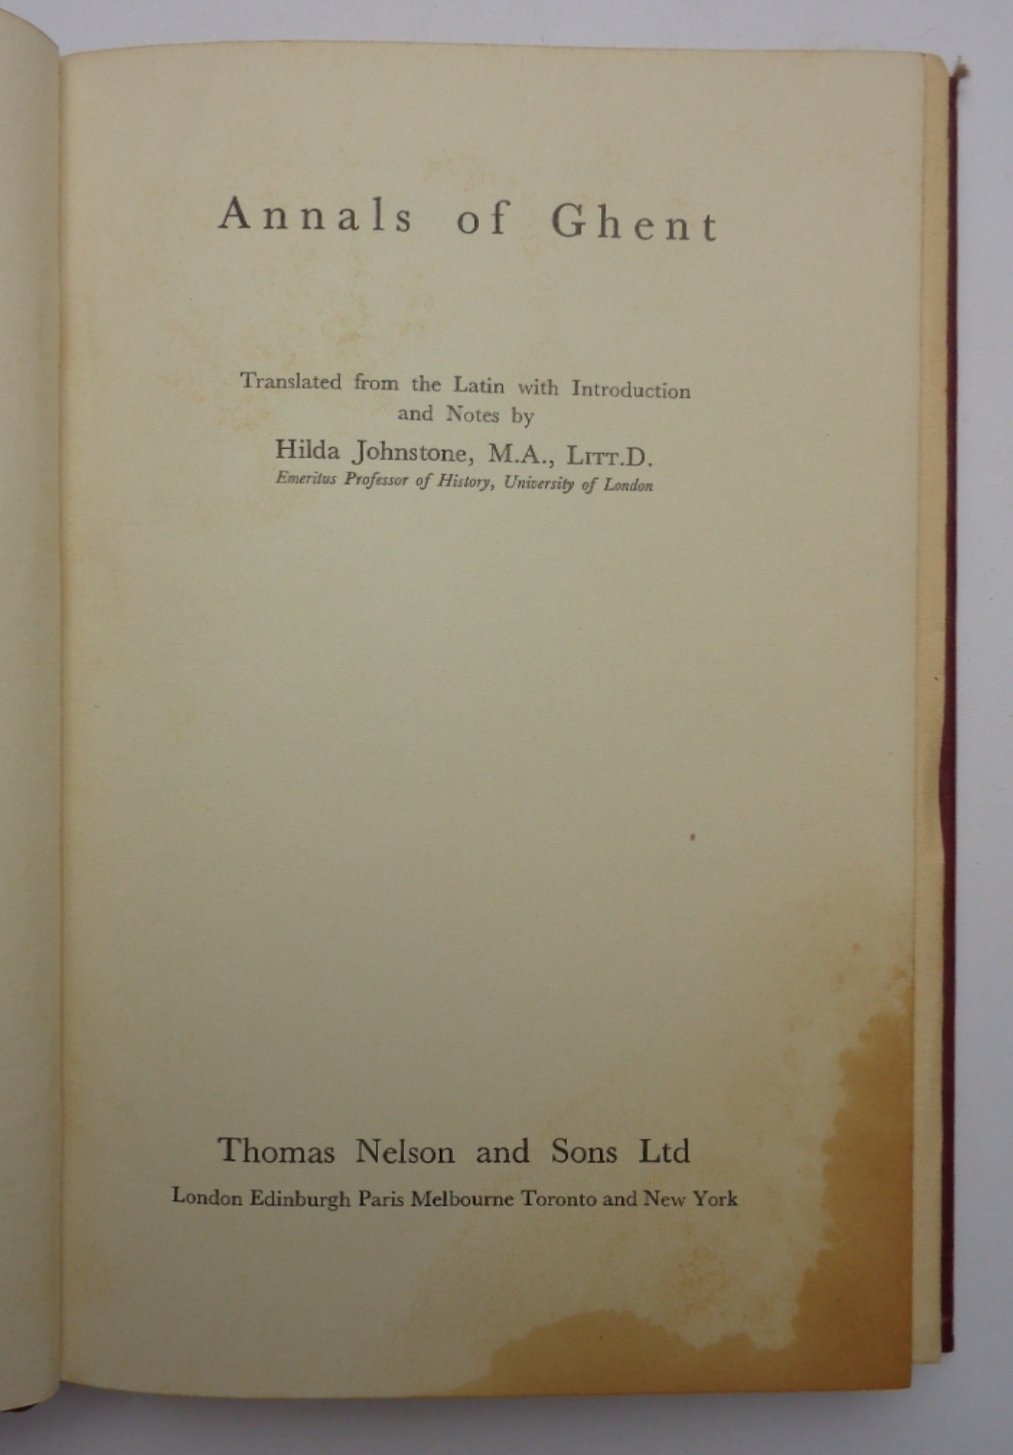 Annals of Ghent
Translated from the Latin with Introduction
and Notes by
Hilda Johnstone, M.A., LITT.D.
Emeritus Professor of History, University of London
Thomas Nelson and Sons Ltd
London Edinburgh Paris Melbourne Toronto and New York